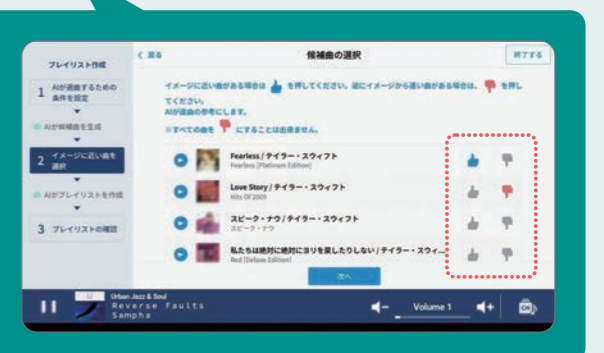 プレイリスト作成
1 AIが選曲するための
条件を設定
AIが候補曲を生成
2 イメージに近い曲を
選択
AIがプレイリストを作成
3 プレイリストの確認
< 戻る
候補曲の選択
終了する
イメージに近い曲がある場合は を押してください。逆にイメージから遠い曲がある場合は、 を押し
てください。
AIが選曲の参考にします。
※すべての曲を にすることは出来ません。
Fearless / テイラー・スウィフト
Fearless [Platinum Edition]
Love Story / テイラー・スウィフト
Hits Of 2009
スピーク・ナウ / テイラー・スウィフト
スピーク・ナウ
私たちは絶対に絶対にヨリを戻したりしない / テイラー・スウィ...
Red [Deluxe Edition]
次へ
Urban Jazz & Soul
Reverse Faults
Sampha
Volume 1
CH